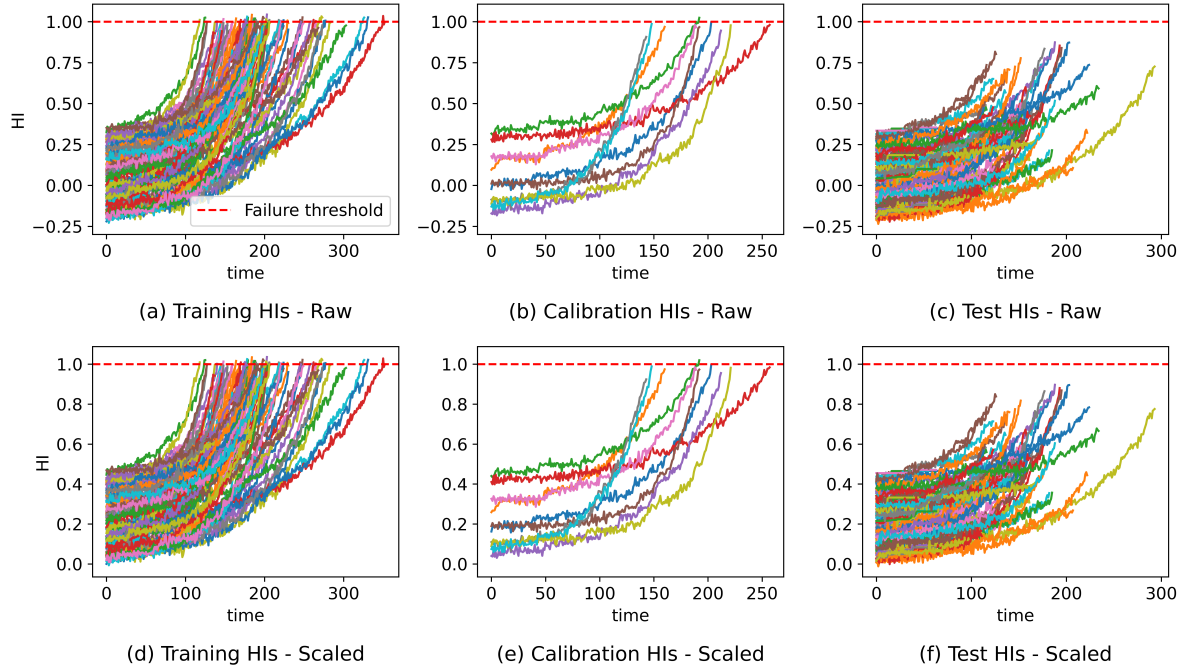 1.00
0.75
0.50
0.25
0.00
−0.25
HI
0 100 200 300
time
Failure threshold
(a) Training HIs - Raw
1.00
0.75
0.50
0.25
0.00
−0.25
0 50 100 150 200 250
time
(b) Calibration HIs - Raw
1.00
0.75
0.50
0.25
0.00
−0.25
0 100 200 300
time
(c) Test HIs - Raw
1.0
0.8
0.6
0.4
0.2
0.0
HI
0 100 200 300
time
(d) Training HIs - Scaled
1.0
0.8
0.6
0.4
0.2
0.0
HI
0 50 100 150 200 250
time
(e) Calibration HIs - Scaled
1.0
0.8
0.6
0.4
0.2
0.0
HI
0 100 200 300
time
(f) Test HIs - Scaled